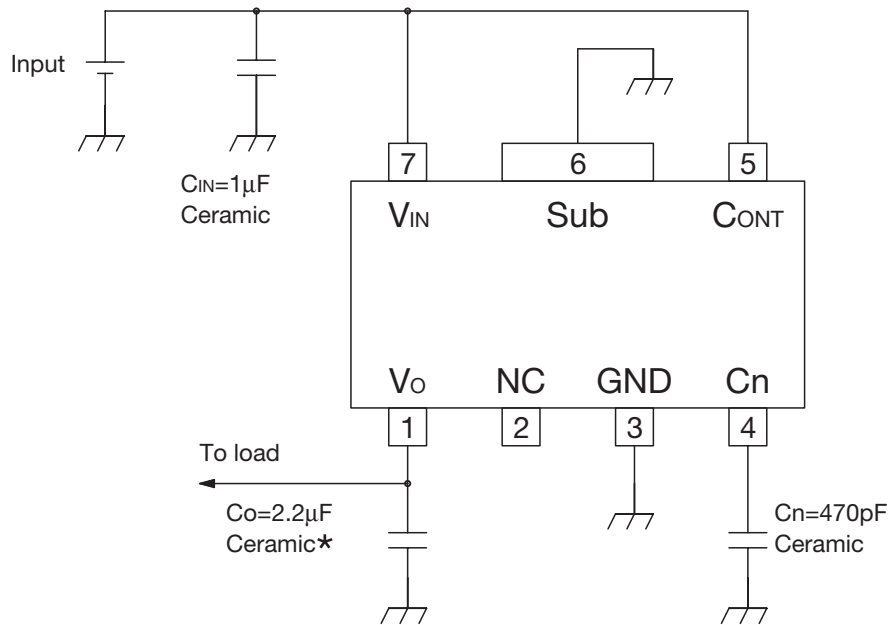 Input
CIN=1μF
Ceramic
7
6
5
VIN
Sub
CONT
VO
NC
GND
Cn
1
2
3
4
To load
Co=2.2μF
Ceramic*
Cn=470pF
Ceramic